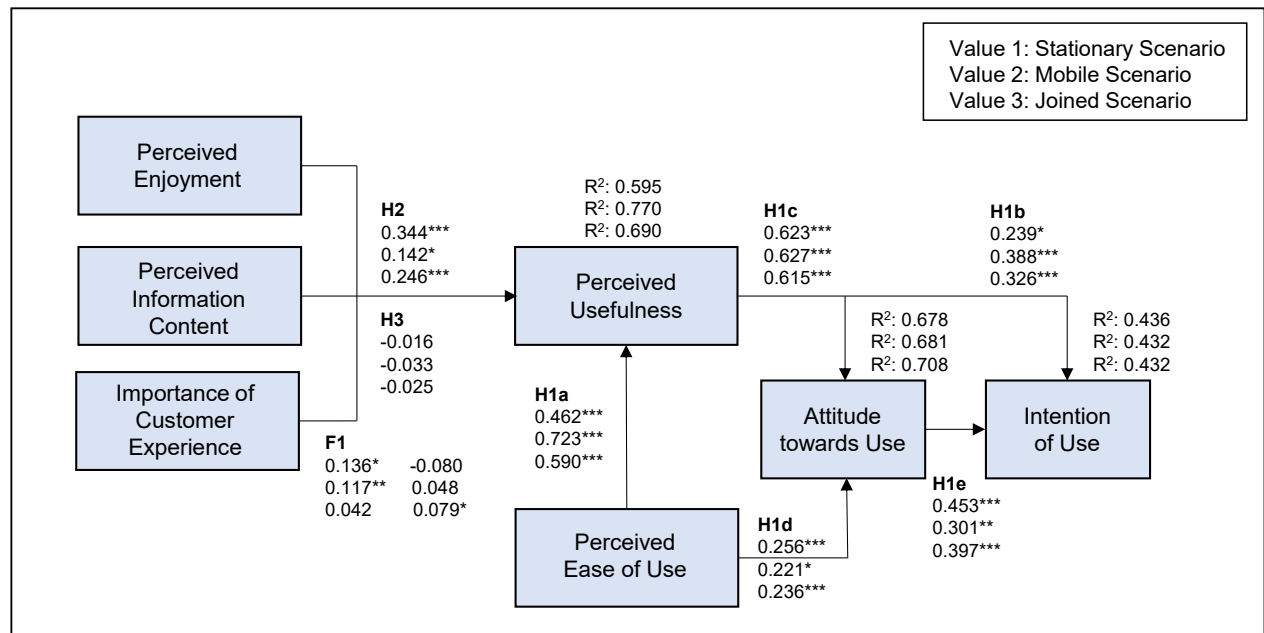 Value 1: Stationary Scenario
Value 2: Mobile Scenario
Value 3: Joined Scenario
Perceived
Enjoyment
Perceived
Information
Content
Importance of
Customer
Experience
H2
0.344***
0.142*
0.246***
H3
-0.016
-0.033
-0.025
F1
0.136* -0.080
0.117** 0.048
0.042 0.079*
R²: 0.595
R²: 0.770
R²: 0.690
Perceived
Usefulness
H1a
0.462***
0.723***
0.590***
Perceived
Ease of Use
H1c
0.623***
0.627***
0.615***
H1b
0.239*
0.388***
0.326***
R²: 0.678
R²: 0.681
R²: 0.708
R²: 0.436
R²: 0.432
R²: 0.432
Attitude
towards Use
Intention
of Use
H1d
0.256***
0.221*
0.236***
H1e
0.453***
0.301**
0.397***